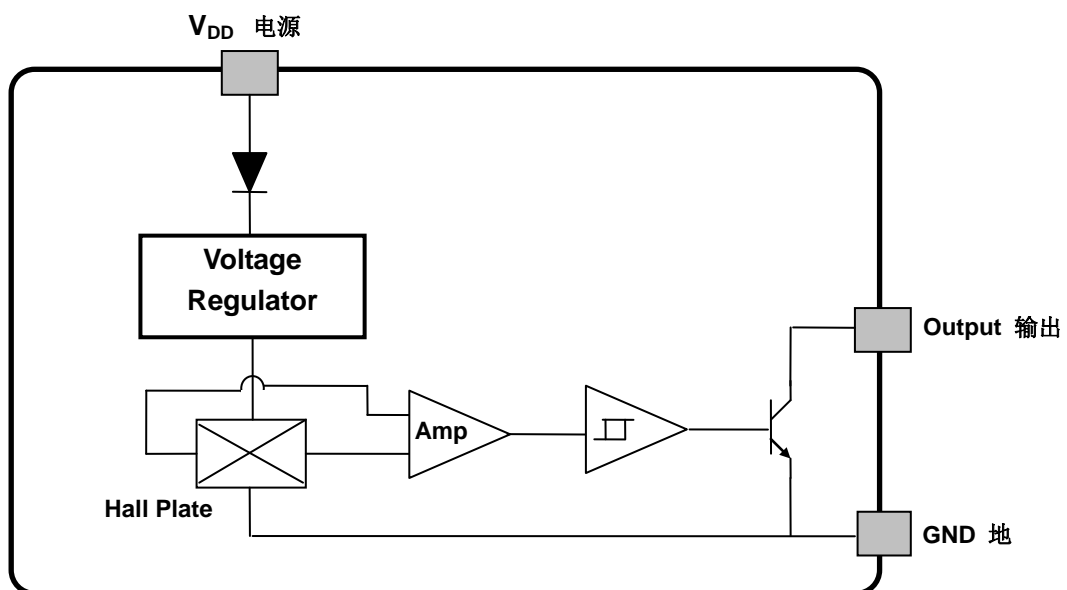 VDD 电源
Voltage
Regulator
Output 输出
Amp
Hall Plate
GND 地